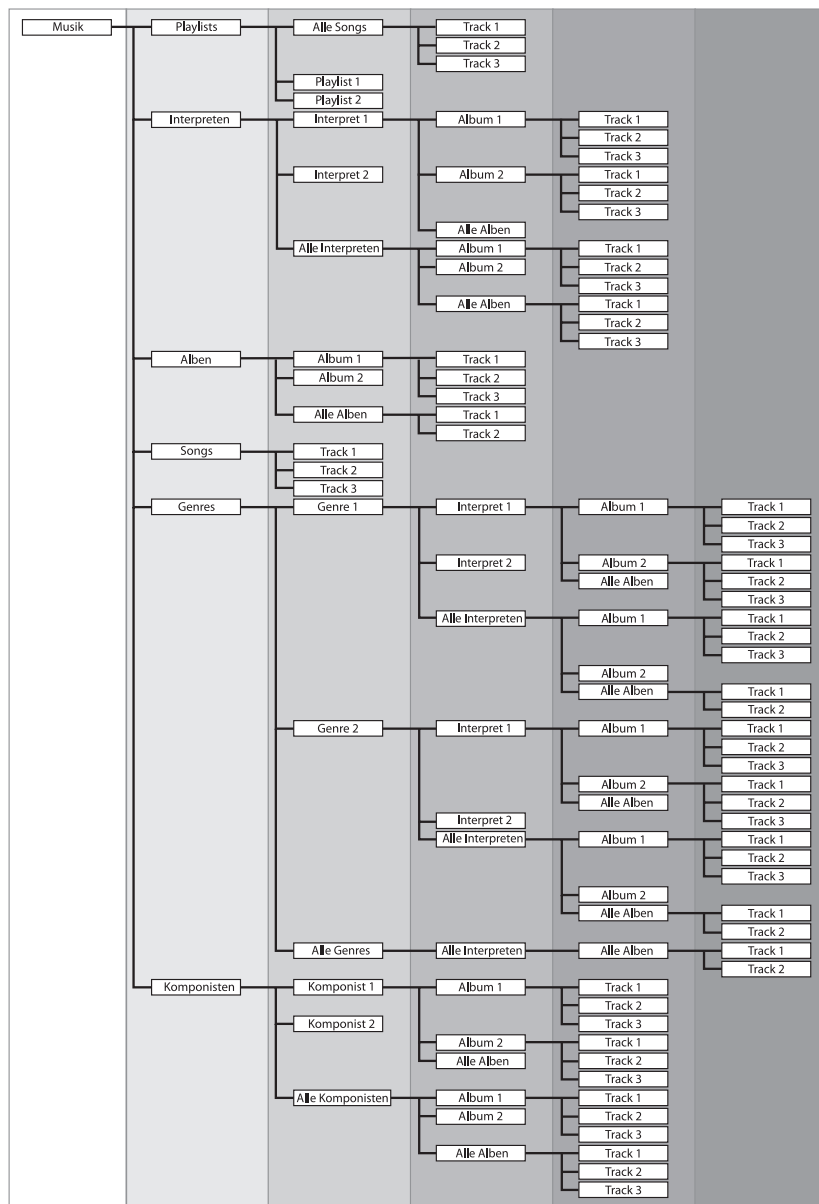 Musik Playlists Alle Songs Track 1
Track 2
Track 3
Playlist 1
Playlist 2
Interpreten Interpret 1 Album 1 Track 1
Track 2
Track 3
Interpret 2 Album 2 Track 1
Track 2
Track 3
Alle Alben
Alle Interpreten Album 1 Track 1
Album 2 Track 2
Track 3
Alle Alben Track 1
Track 2
Track 3
Alben Album 1 Track 1
Album 2 Track 2
Track 3
Alle Alben Track 1
Track 2
Songs Track 1
Track 2
Track 3
Genres Genre 1 Interpret 1 Album 1 Track 1
Track 2
Track 3
Interpret 2 Album 2 Track 1
Alle Alben Track 2
Track 3
Alle Interpreten Album 1 Track 1
Track 2
Track 3
Album 2
Alle Alben Track 1
Track 2
Genre 2 Interpret 1 Album 1 Track 1
Track 2
Track 3
Album 2 Track 1
Alle Alben Track 2
Interpret 2 Track 3
Alle Interpreten Album 1 Track 1
Track 2
Track 3
Album 2
Alle Alben Track 1
Track 2
Alle Genres Alle Interpreten Alle Alben Track 1
Track 2
Komponisten Komponist 1 Album 1 Track 1
Track 2
Komponist 2 Track 3
Album 2 Track 1
Alle Alben Track 2
Track 3
Alle Komponisten Album 1 Track 1
Album 2 Track 2
Track 3
Alle Alben Track 1
Track 2
Track 3